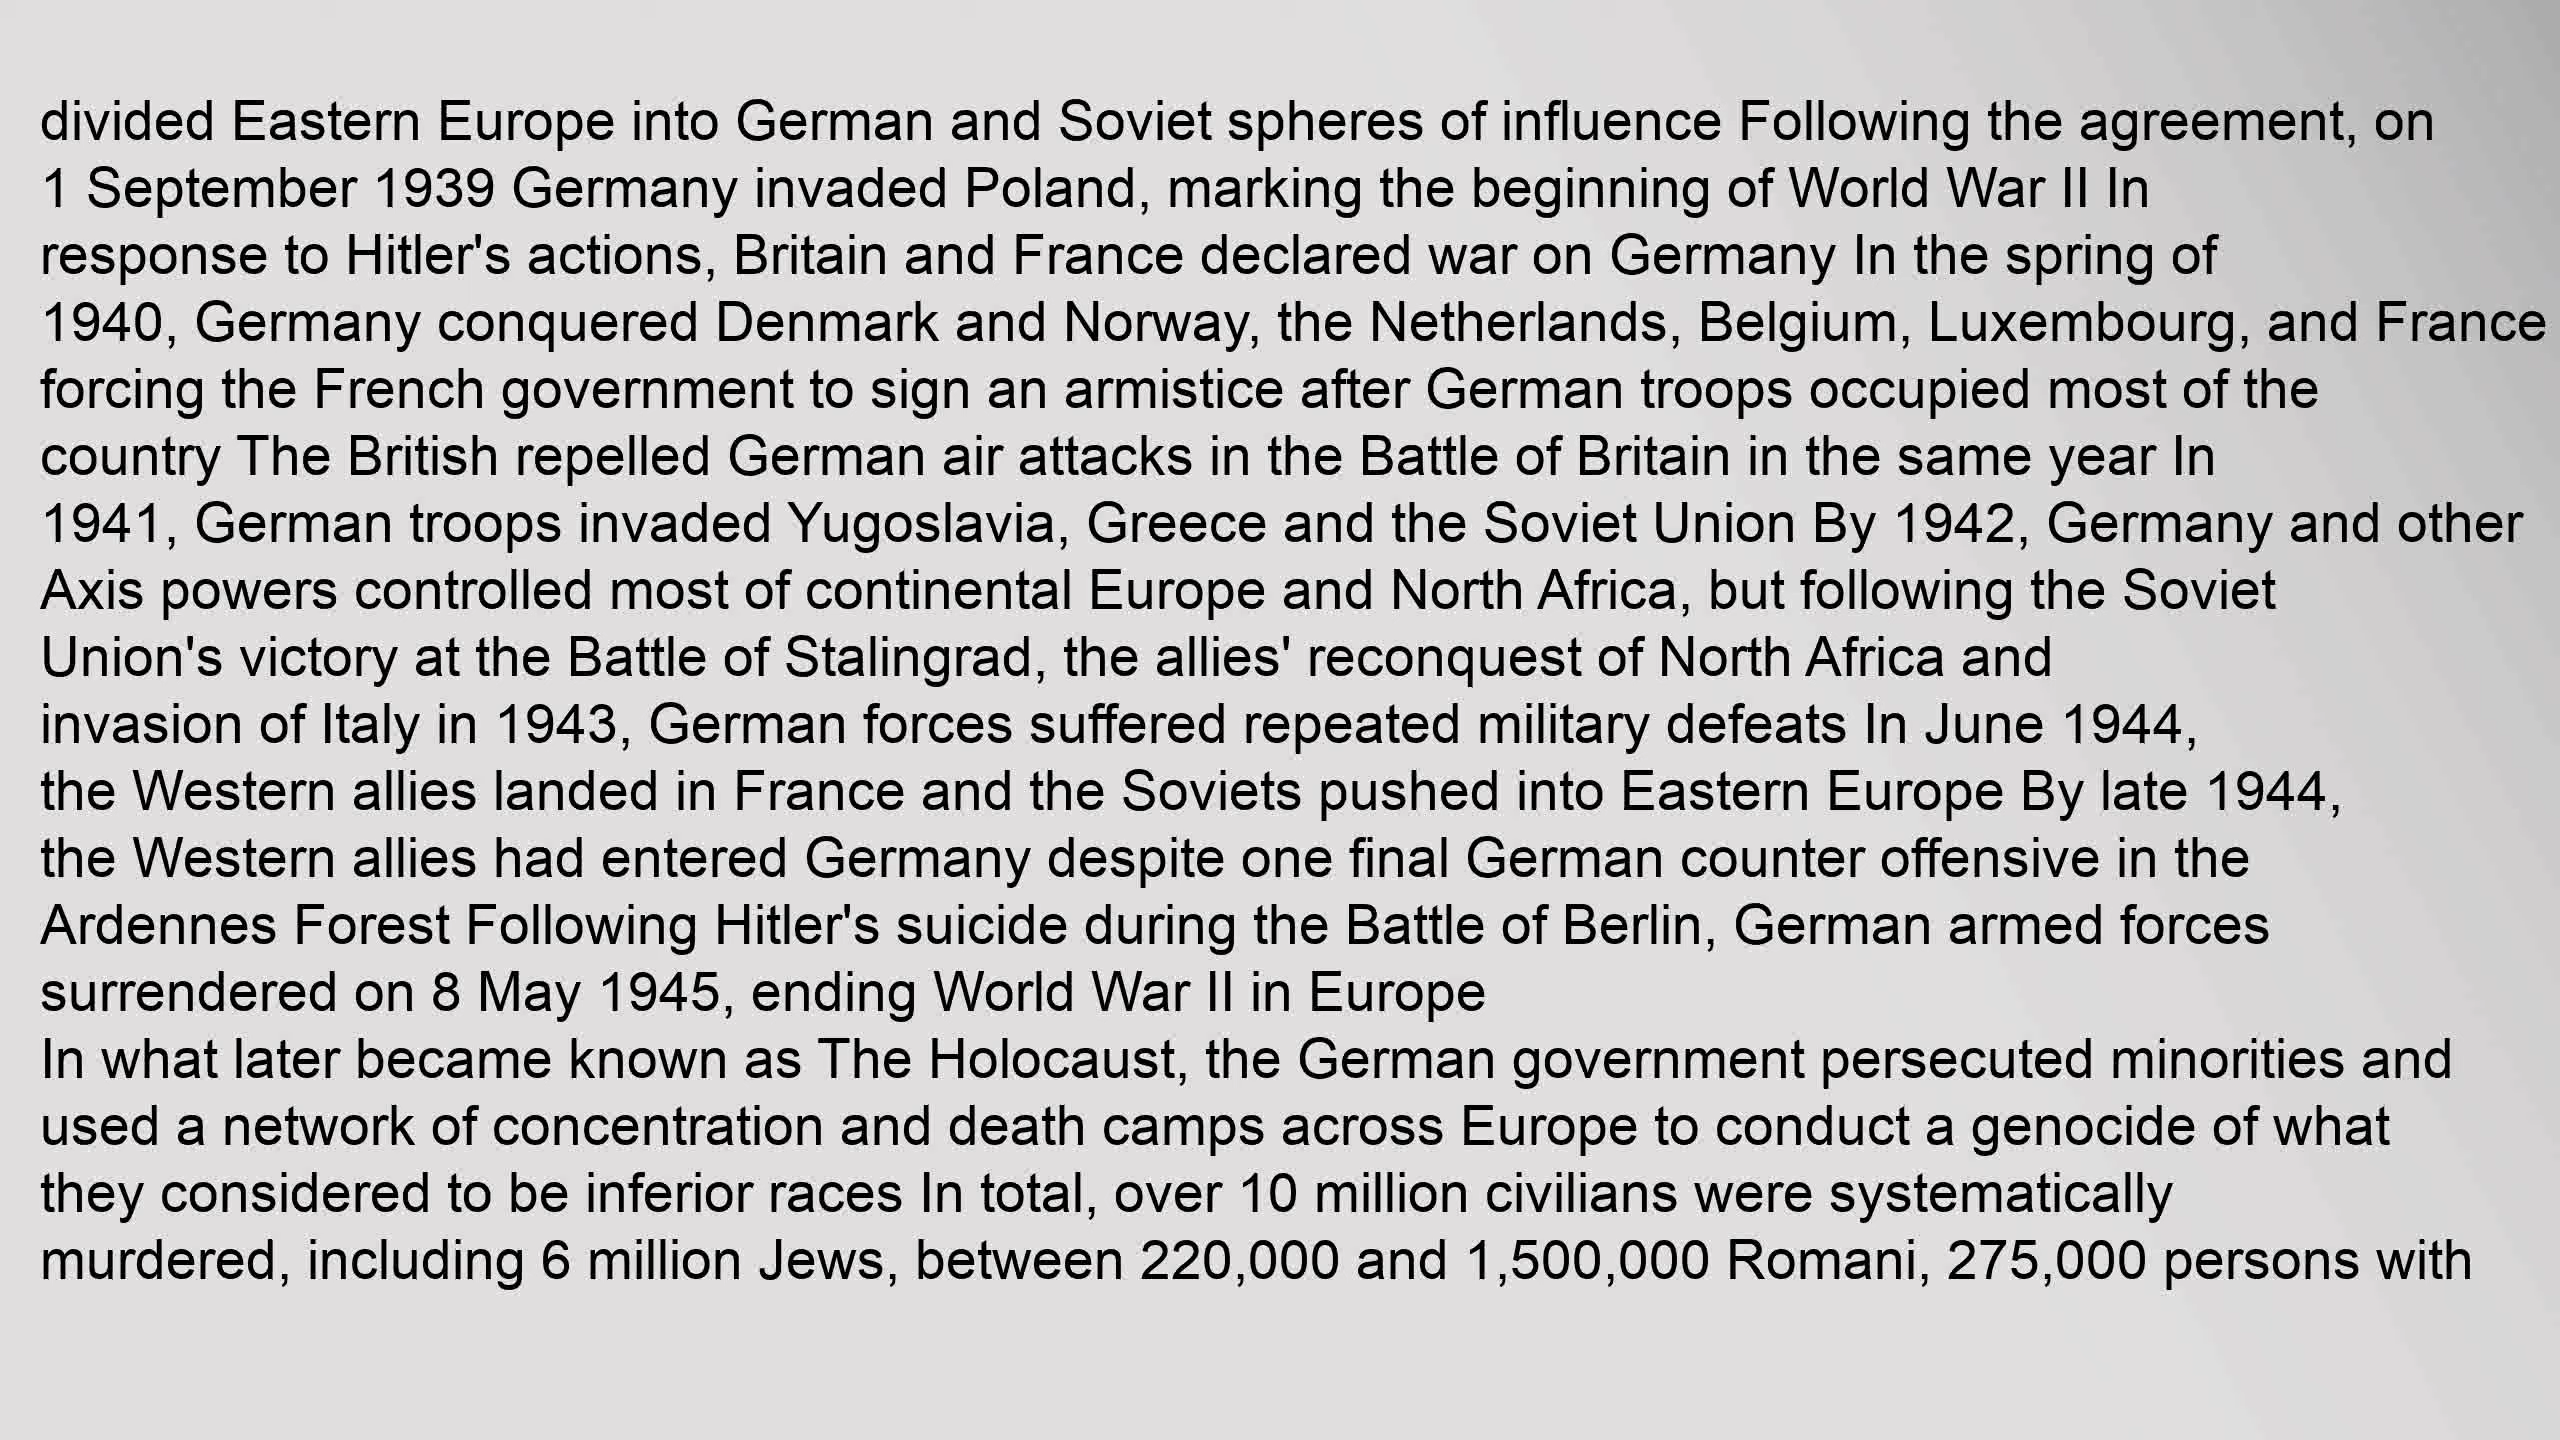 divided Eastern Europe into German and Soviet spheres of influence Following the agreement, on
1 September 1939 Germany invaded Poland, marking the beginning of World War II In
response to Hitler's actions, Britain and France declared war on Germany In the spring of
1940, Germany conquered Denmark and Norway, the Netherlands, Belgium, Luxembourg, and France
forcing the French government to sign an armistice after German troops occupied most of the
country The British repelled German air attacks in the Battle of Britain in the same year In
1941, German troops invaded Yugoslavia, Greece and the Soviet Union By 1942, Germany and other
Axis powers controlled most of continental Europe and North Africa, but following the Soviet
Union's victory at the Battle of Stalingrad, the allies' reconquest of North Africa and
invasion of Italy in 1943, German forces suffered repeated military defeats In June 1944,
the Western allies landed in France and the Soviets pushed into Eastern Europe By late 1944,
the Western allies had entered Germany despite one final German counter offensive in the
Ardennes Forest Following Hitler's suicide during the Battle of Berlin, German armed forces
surrendered on 8 May 1945, ending World War II in Europe
In what later became known as The Holocaust, the German government persecuted minorities and
used a network of concentration and death camps across Europe to conduct a genocide of what
they considered to be inferior races In total, over 10 million civilians were systematically
murdered, including 6 million Jews, between 220,000 and 1,500,000 Romani, 275,000 persons with